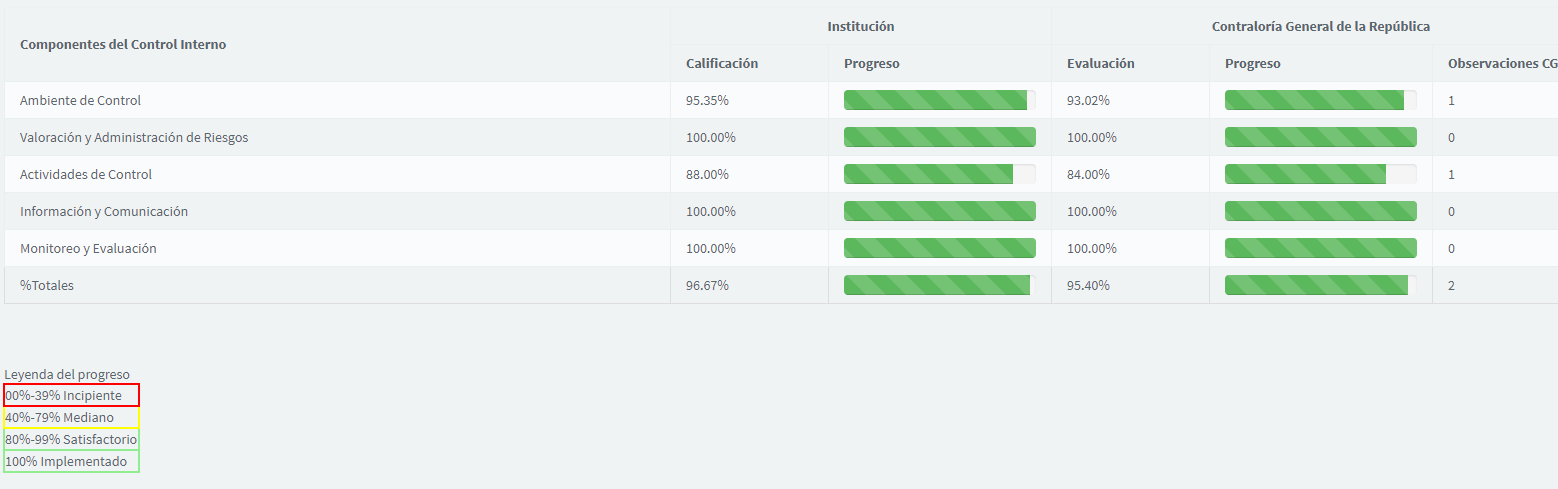 Componentes del Control Interno Institución Contraloría General de la República
Calificación Progreso Evaluación Progreso Observaciones CG
Ambiente de Control 95.35% 93.02% 1
Valoración y Administración de Riesgos 100.00% 100.00% 0
Actividades de Control 88.00% 84.00% 1
Información y Comunicación 100.00% 100.00% 0
Monitoreo y Evaluación 100.00% 100.00% 0
%Totales 96.67% 95.40% 2
Leyenda del progreso
00%-39% Incipiente
40%-79% Mediano
80%-99% Satisfactorio
100% Implementado